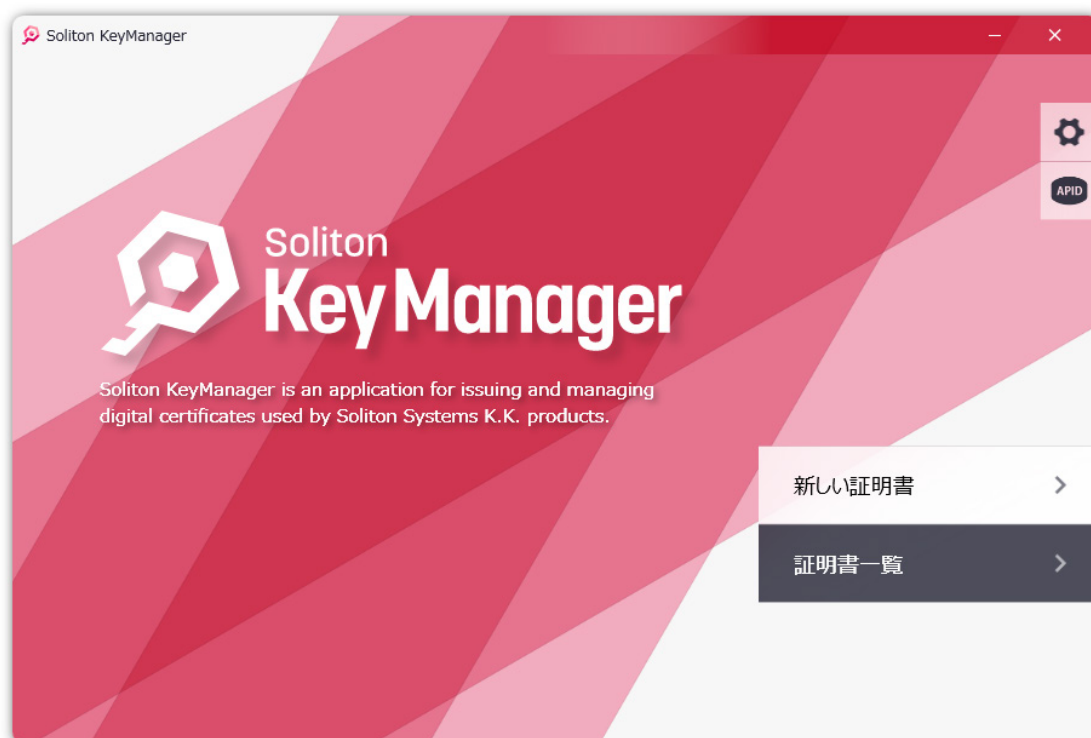 Soliton KeyManager
APID
Soliton
KeyManager
Soliton KeyManager is an application for issuing and managing
digital certificates used by Soliton Systems K.K. products.
新しい証明書
証明書一覧